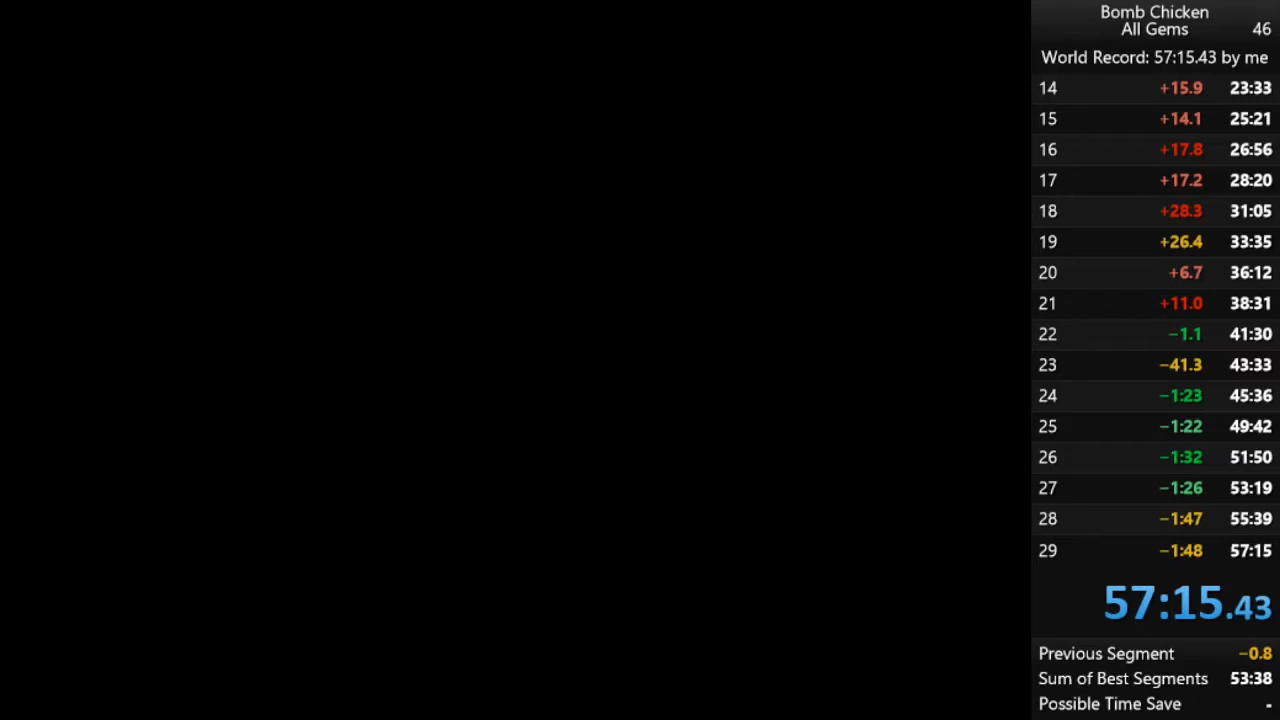 Bomb Chicken
All Gems 46
World Record: 57:15.43 by me
14 +15.9 23:33
15 +14.1 25:21
16 +17.8 26:56
17 +17.2 28:20
18 +28.3 31:05
19 +26.4 33:35
20 +6.7 36:12
21 +11.0 38:31
22 −1.1 41:30
23 −41.3 43:33
24 −1:23 45:36
25 −1:22 49:42
26 −1:32 51:50
27 −1:26 53:19
28 −1:47 55:39
29 −1:48 57:15
57:15.43
Previous Segment −0.8
Sum of Best Segments 53:38
Possible Time Save -